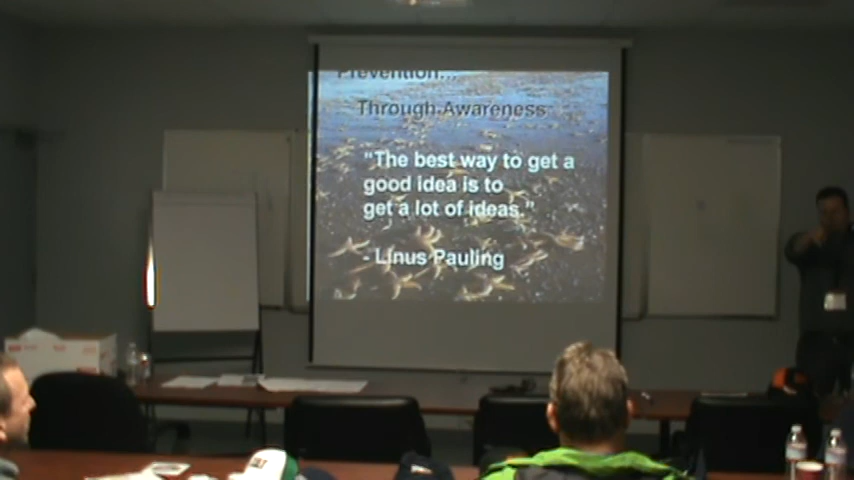 Prevention...
Through Awareness
"The best way to get a
good idea is to
get a lot of ideas."
- Linus Pauling